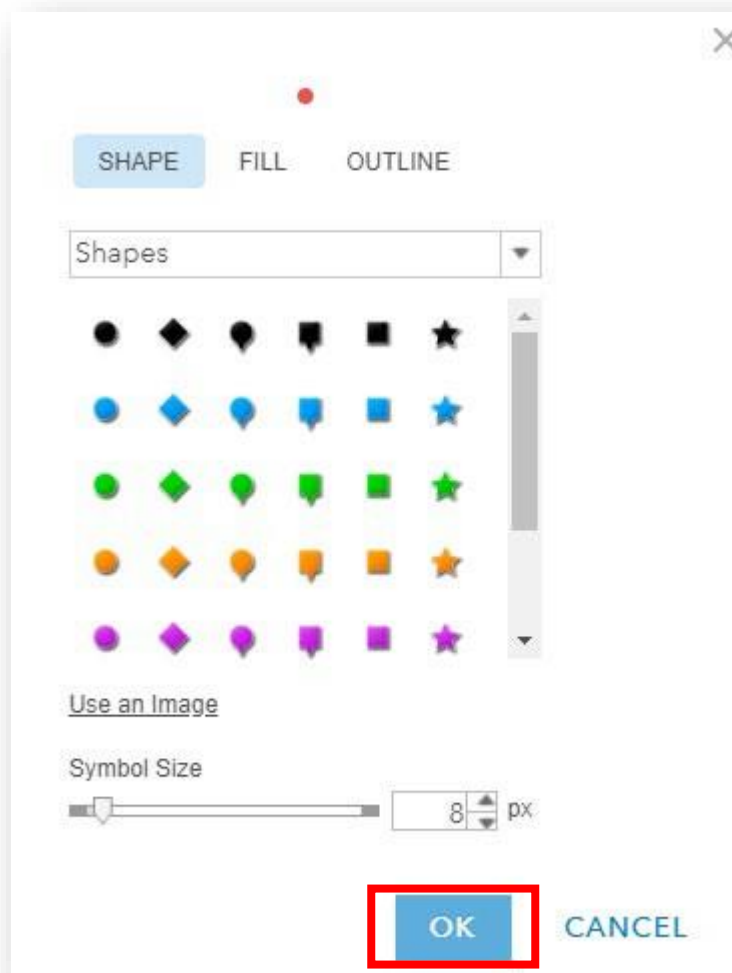 SHAPE FILL OUTLINE
Shapes
Use an Image
Symbol Size
8 px
OK CANCEL